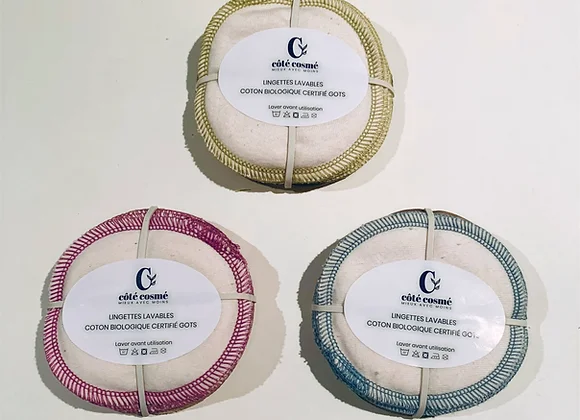 C
côté cosmé
MIEUX AVEC MOINS
LINGETTES LAVABLES
COTON BIOLOGIQUE CERTIFIÉ GOTS
Laver avant utilisation
C
côté cosmé
MIEUX AVEC MOINS
LINGETTES LAVABLES
COTON BIOLOGIQUE CERTIFIÉ GOTS
Laver avant utilisation
C
côté cosmé
MIEUX AVEC MOINS
LINGETTES LAVABLES
COTON BIOLOGIQUE CERTIFIÉ GOTS
Laver avant utilisation